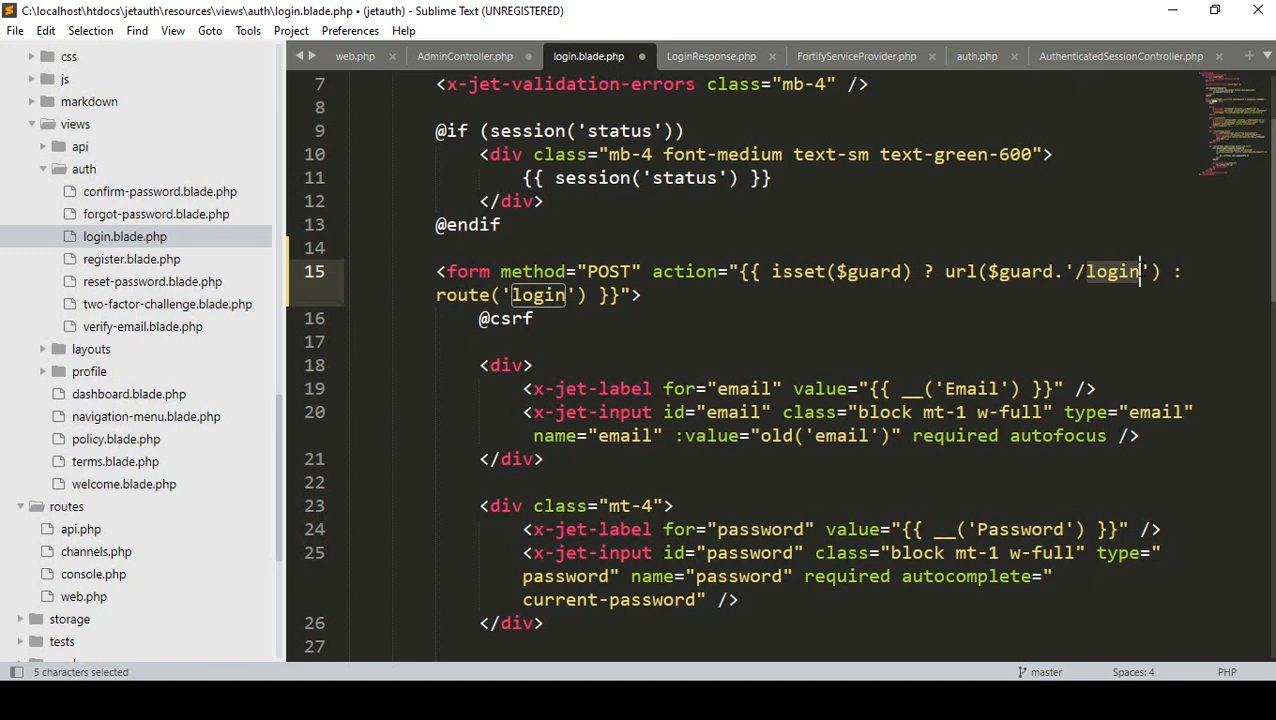 C:\localhost\htdocs\jetauth\resources\views\auth\login.blade.php • (jetauth) - Sublime Text (UNREGISTERED)
File Edit Selection Find View Goto Tools Project Preferences Help
web.php AdminController.php login.blade.php LoginResponse.php FortifyServiceProvider.php auth.php AuthenticatedSessionController.php
css
js
markdown
views
api
auth
confirm-password.blade.php
forgot-password.blade.php
login.blade.php
register.blade.php
reset-password.blade.php
two-factor-challenge.blade.php
verify-email.blade.php
layouts
profile
dashboard.blade.php
navigation-menu.blade.php
policy.blade.php
terms.blade.php
welcome.blade.php
routes
api.php
channels.php
console.php
web.php
storage
tests
7 <x-jet-validation-errors class="mb-4" />
8
9 @if (session('status'))
10 <div class="mb-4 font-medium text-sm text-green-600">
11 {{ session('status') }}
12 </div>
13 @endif
14
15 <form method="POST" action="{{ isset($guard) ? url($guard.'/login') :
route('login') }}">
16 @csrf
17
18 <div>
19 <x-jet-label for="email" value="{{ __('Email') }}" />
20 <x-jet-input id="email" class="block mt-1 w-full" type="email"
name="email" :value="old('email')" required autofocus />
21 </div>
22
23 <div class="mt-4">
24 <x-jet-label for="password" value="{{ __('Password') }}" />
25 <x-jet-input id="password" class="block mt-1 w-full" type="
password" name="password" required autocomplete="
current-password" />
26 </div>
27
5 characters selected master Spaces: 4 PHP